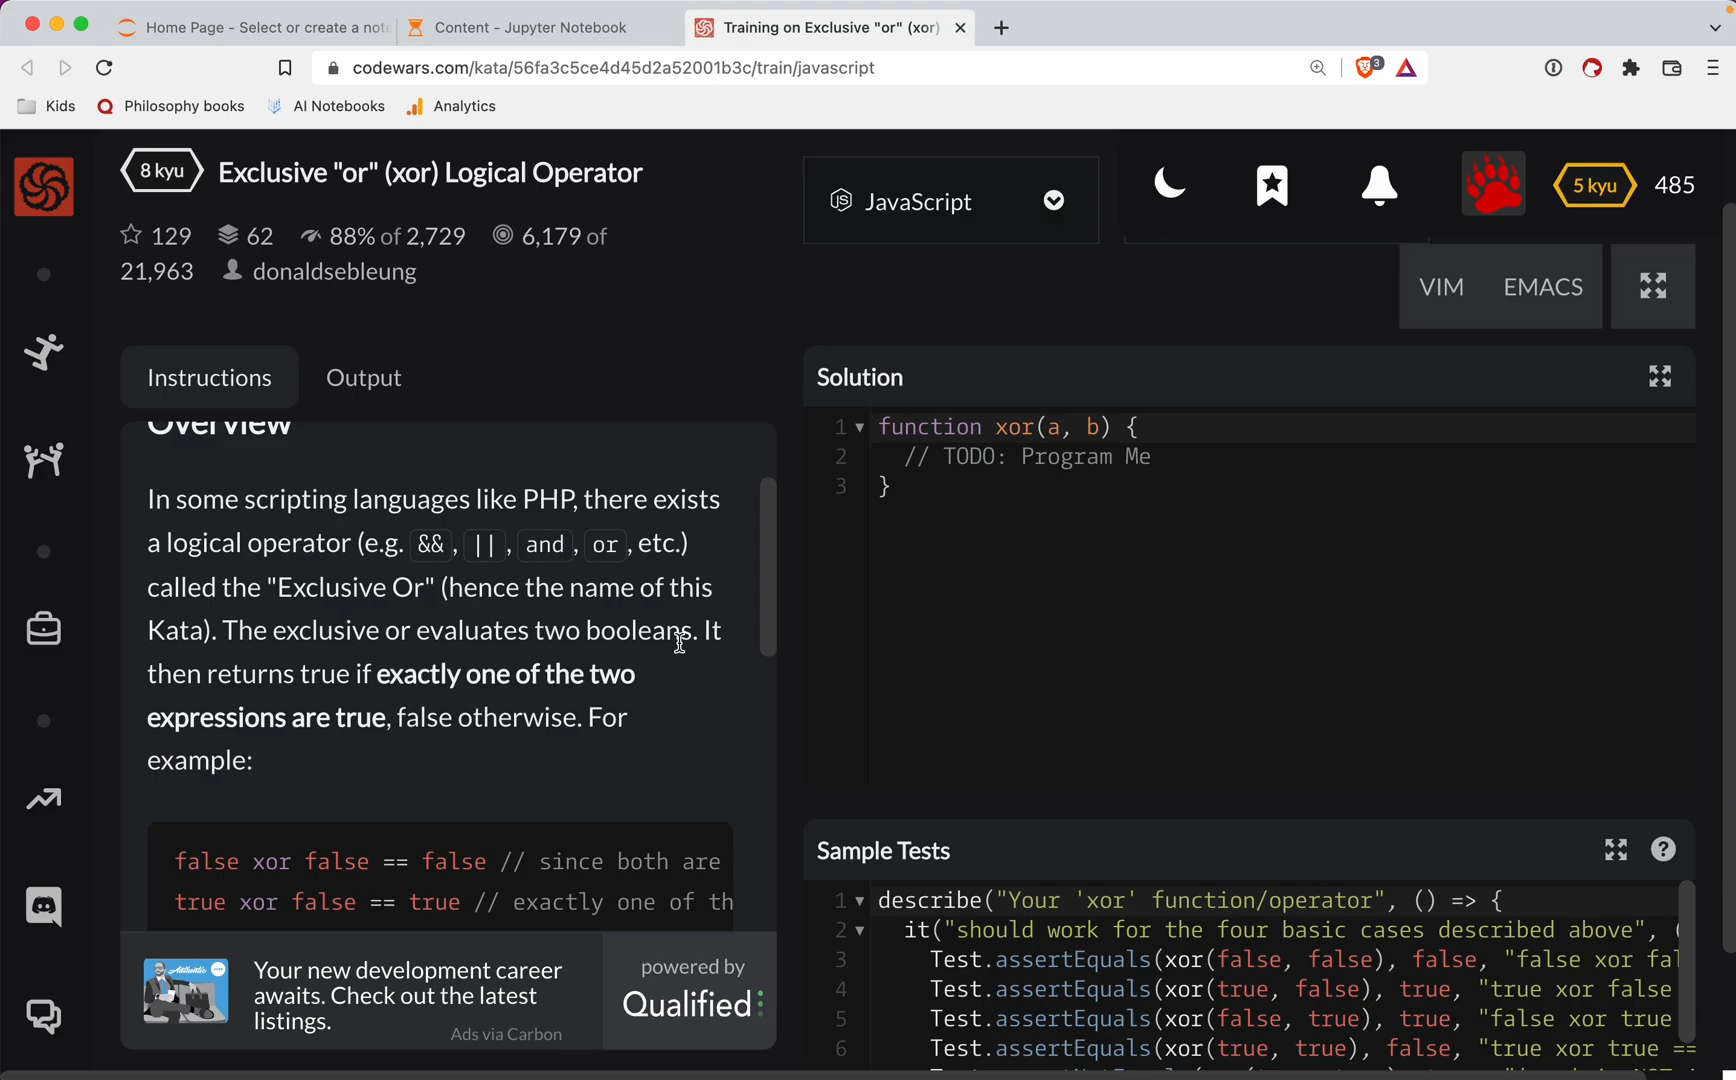 Home Page - Select or create a note
Content - Jupyter Notebook
Training on Exclusive "or" (xor)
codewars.com/kata/56fa3c5ce4d45d2a52001b3c/train/javascript
3
Kids
Philosophy books
AI Notebooks
Analytics
8 kyu
Exclusive "or" (xor) Logical Operator
129
62
88% of 2,729
6,179 of
21,963
donaldsebleung
JS
JavaScript
5 kyu
485
VIM
EMACS
Instructions
Output
Overview
In some scripting languages like PHP, there exists
a logical operator (e.g. &&, ||, and, or, etc.)
called the "Exclusive Or" (hence the name of this
Kata). The exclusive or evaluates two booleans. It
then returns true if exactly one of the two
expressions are true, false otherwise. For
example:
false xor false == false // since both are
true xor false == true // exactly one of th
Authentic
Your new development career
awaits. Check out the latest
listings.
Ads via Carbon
powered by
Qualified
Solution
1 function xor(a, b) {
2 // TODO: Program Me
3 }
Sample Tests
1 describe("Your 'xor' function/operator", () => {
2 it("should work for the four basic cases described above", (
3 Test.assertEquals(xor(false, false), false, "false xor fal
4 Test.assertEquals(xor(true, false), true, "true xor false
5 Test.assertEquals(xor(false, true), true, "false xor true
6 Test.assertEquals(xor(true, true), false, "true xor true ==